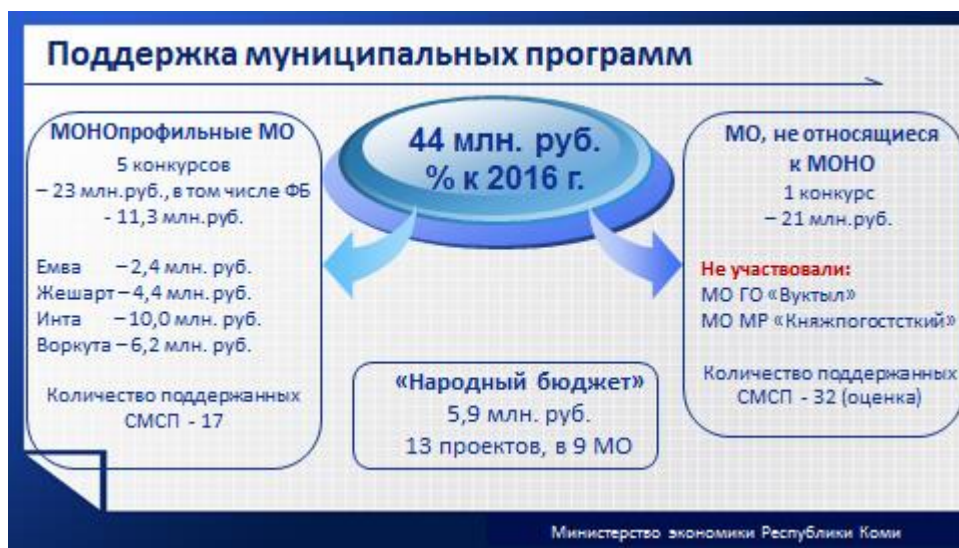 Поддержка муниципальных программ
МОНОпрофильные МО
5 конкурсов
– 23 млн.руб., в том числе ФБ
- 11,3 млн.руб.
Емва – 2,4 млн. руб.
Жешарт – 4,4 млн.руб.
Инта – 10,0 млн. руб.
Воркута – 6,2 млн. руб.
Количество поддержанных
СМСП - 17
44 млн. руб.
% к 2016 г.
«Народный бюджет»
5,9 млн. руб.
13 проектов, в 9 МО
МО, не относящиеся
к МОНО
1 конкурс
– 21 млн.руб.
Не участвовали:
МО ГО «Вуктыл»
МО МР «Княжпогостсткий»
Количество поддержанных
СМСП - 32 (оценка)
Министерство экономики Республики Коми